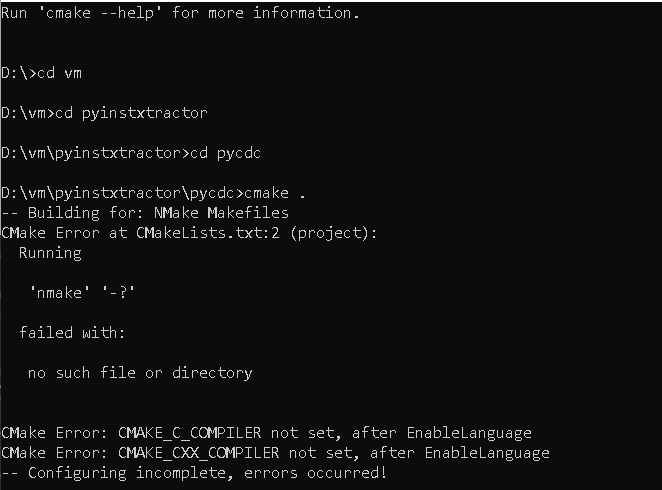 Run 'cmake --help' for more information.
D:\>cd vm
D:\vm>cd pyinstxtractor
D:\vm\pyinstxtractor>cd pycdc
D:\vm\pyinstxtractor\pycdc>cmake .
-- Building for: NMake Makefiles
CMake Error at CMakeLists.txt:2 (project):
Running
'nmake' '-?'
failed with:
no such file or directory
CMake Error: CMAKE_C_COMPILER not set, after EnableLanguage
CMake Error: CMAKE_CXX_COMPILER not set, after EnableLanguage
-- Configuring incomplete, errors occurred!